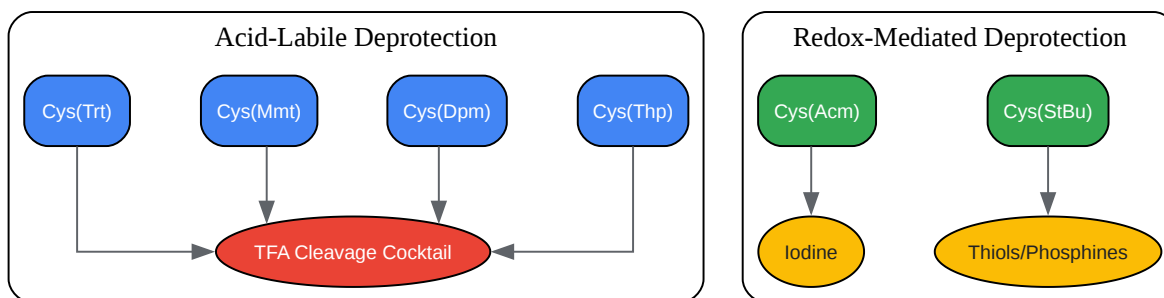 Acid-Labile Deprotection
Redox-Mediated Deprotection
Cys(Trt)
Cys(Mmt)
Cys(Dpm)
Cys(Thp)
Cys(Acm)
Cys(StBu)
TFA Cleavage Cocktail
Iodine
Thiols/Phosphines